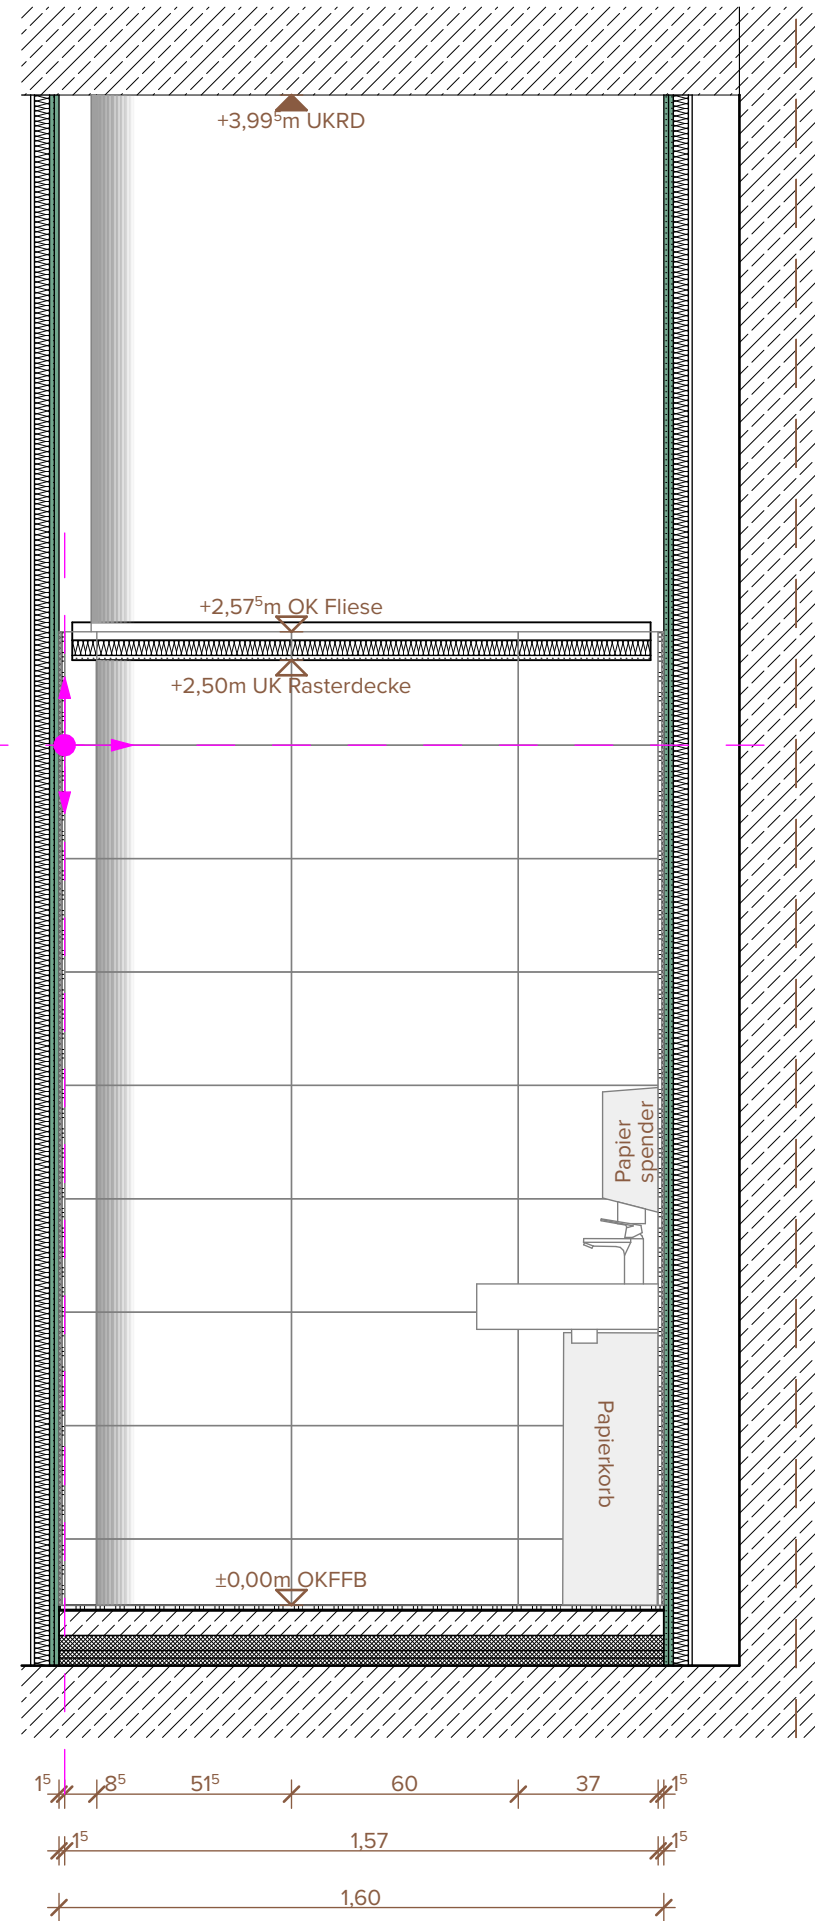 +3,99⁵m UKRD
+2,57⁵m OK Fliese
+2,50m UK Rasterdecke
Papier
spender
Papierkorb
±0,00m OKFFB
1⁵ 8⁵ 51⁵ 60 37 1⁵
1⁵ 1,57 1⁵
1,60